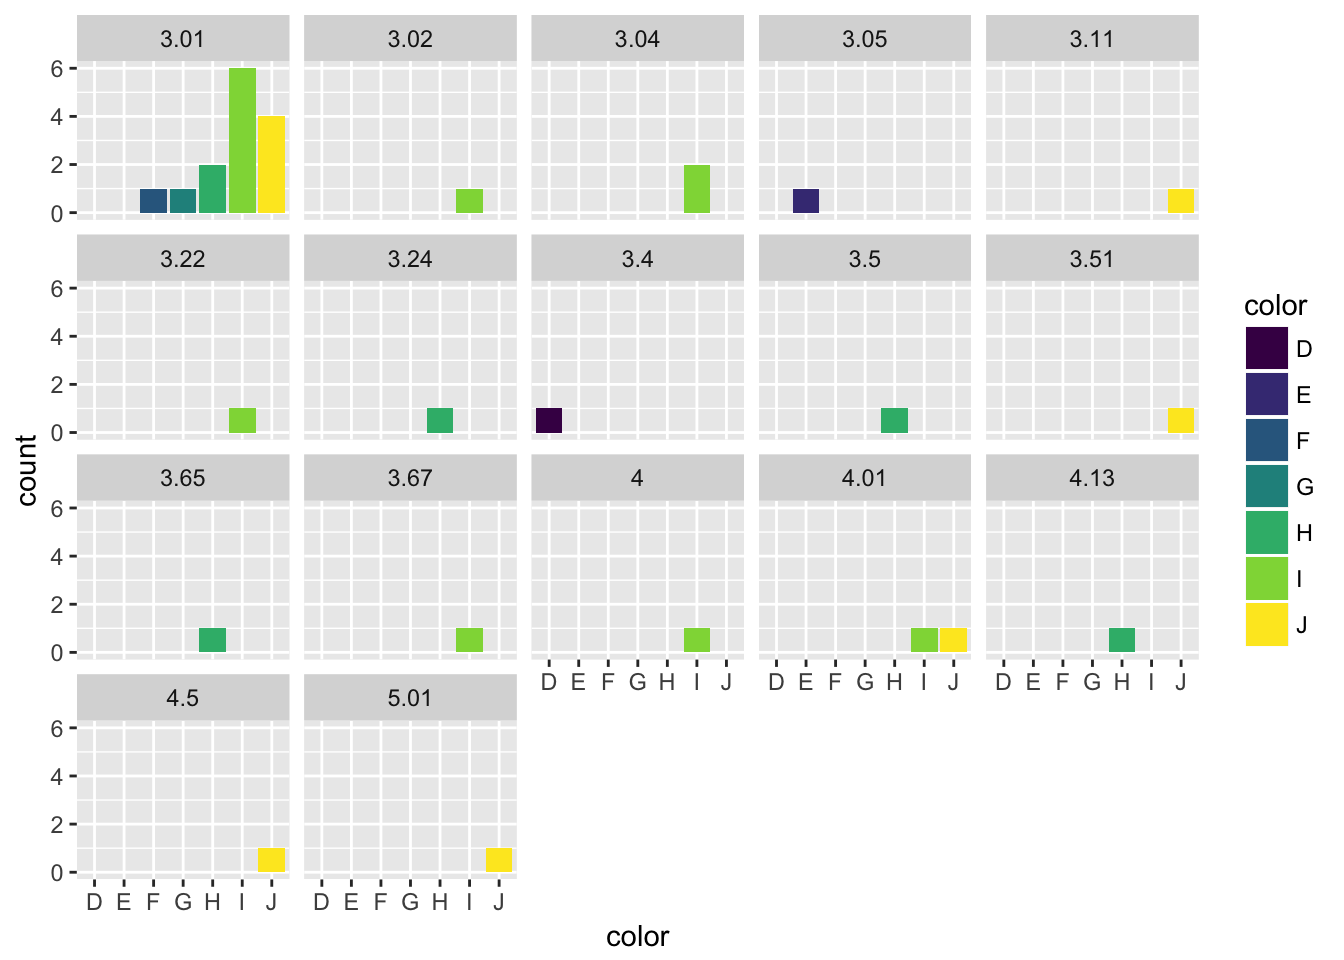 3.01 3.02 3.04 3.05 3.11
6
4
2
0
3.22 3.24 3.4 3.5 3.51
6
4
2
0
3.65 3.67 4 4.01 4.13
6
4
2
0
D E F G H I J D E F G H I J D E F G H I J
4.5 5.01
6
4
2
0
D E F G H I J D E F G H I J
color
count
color
D
E
F
G
H
I
J